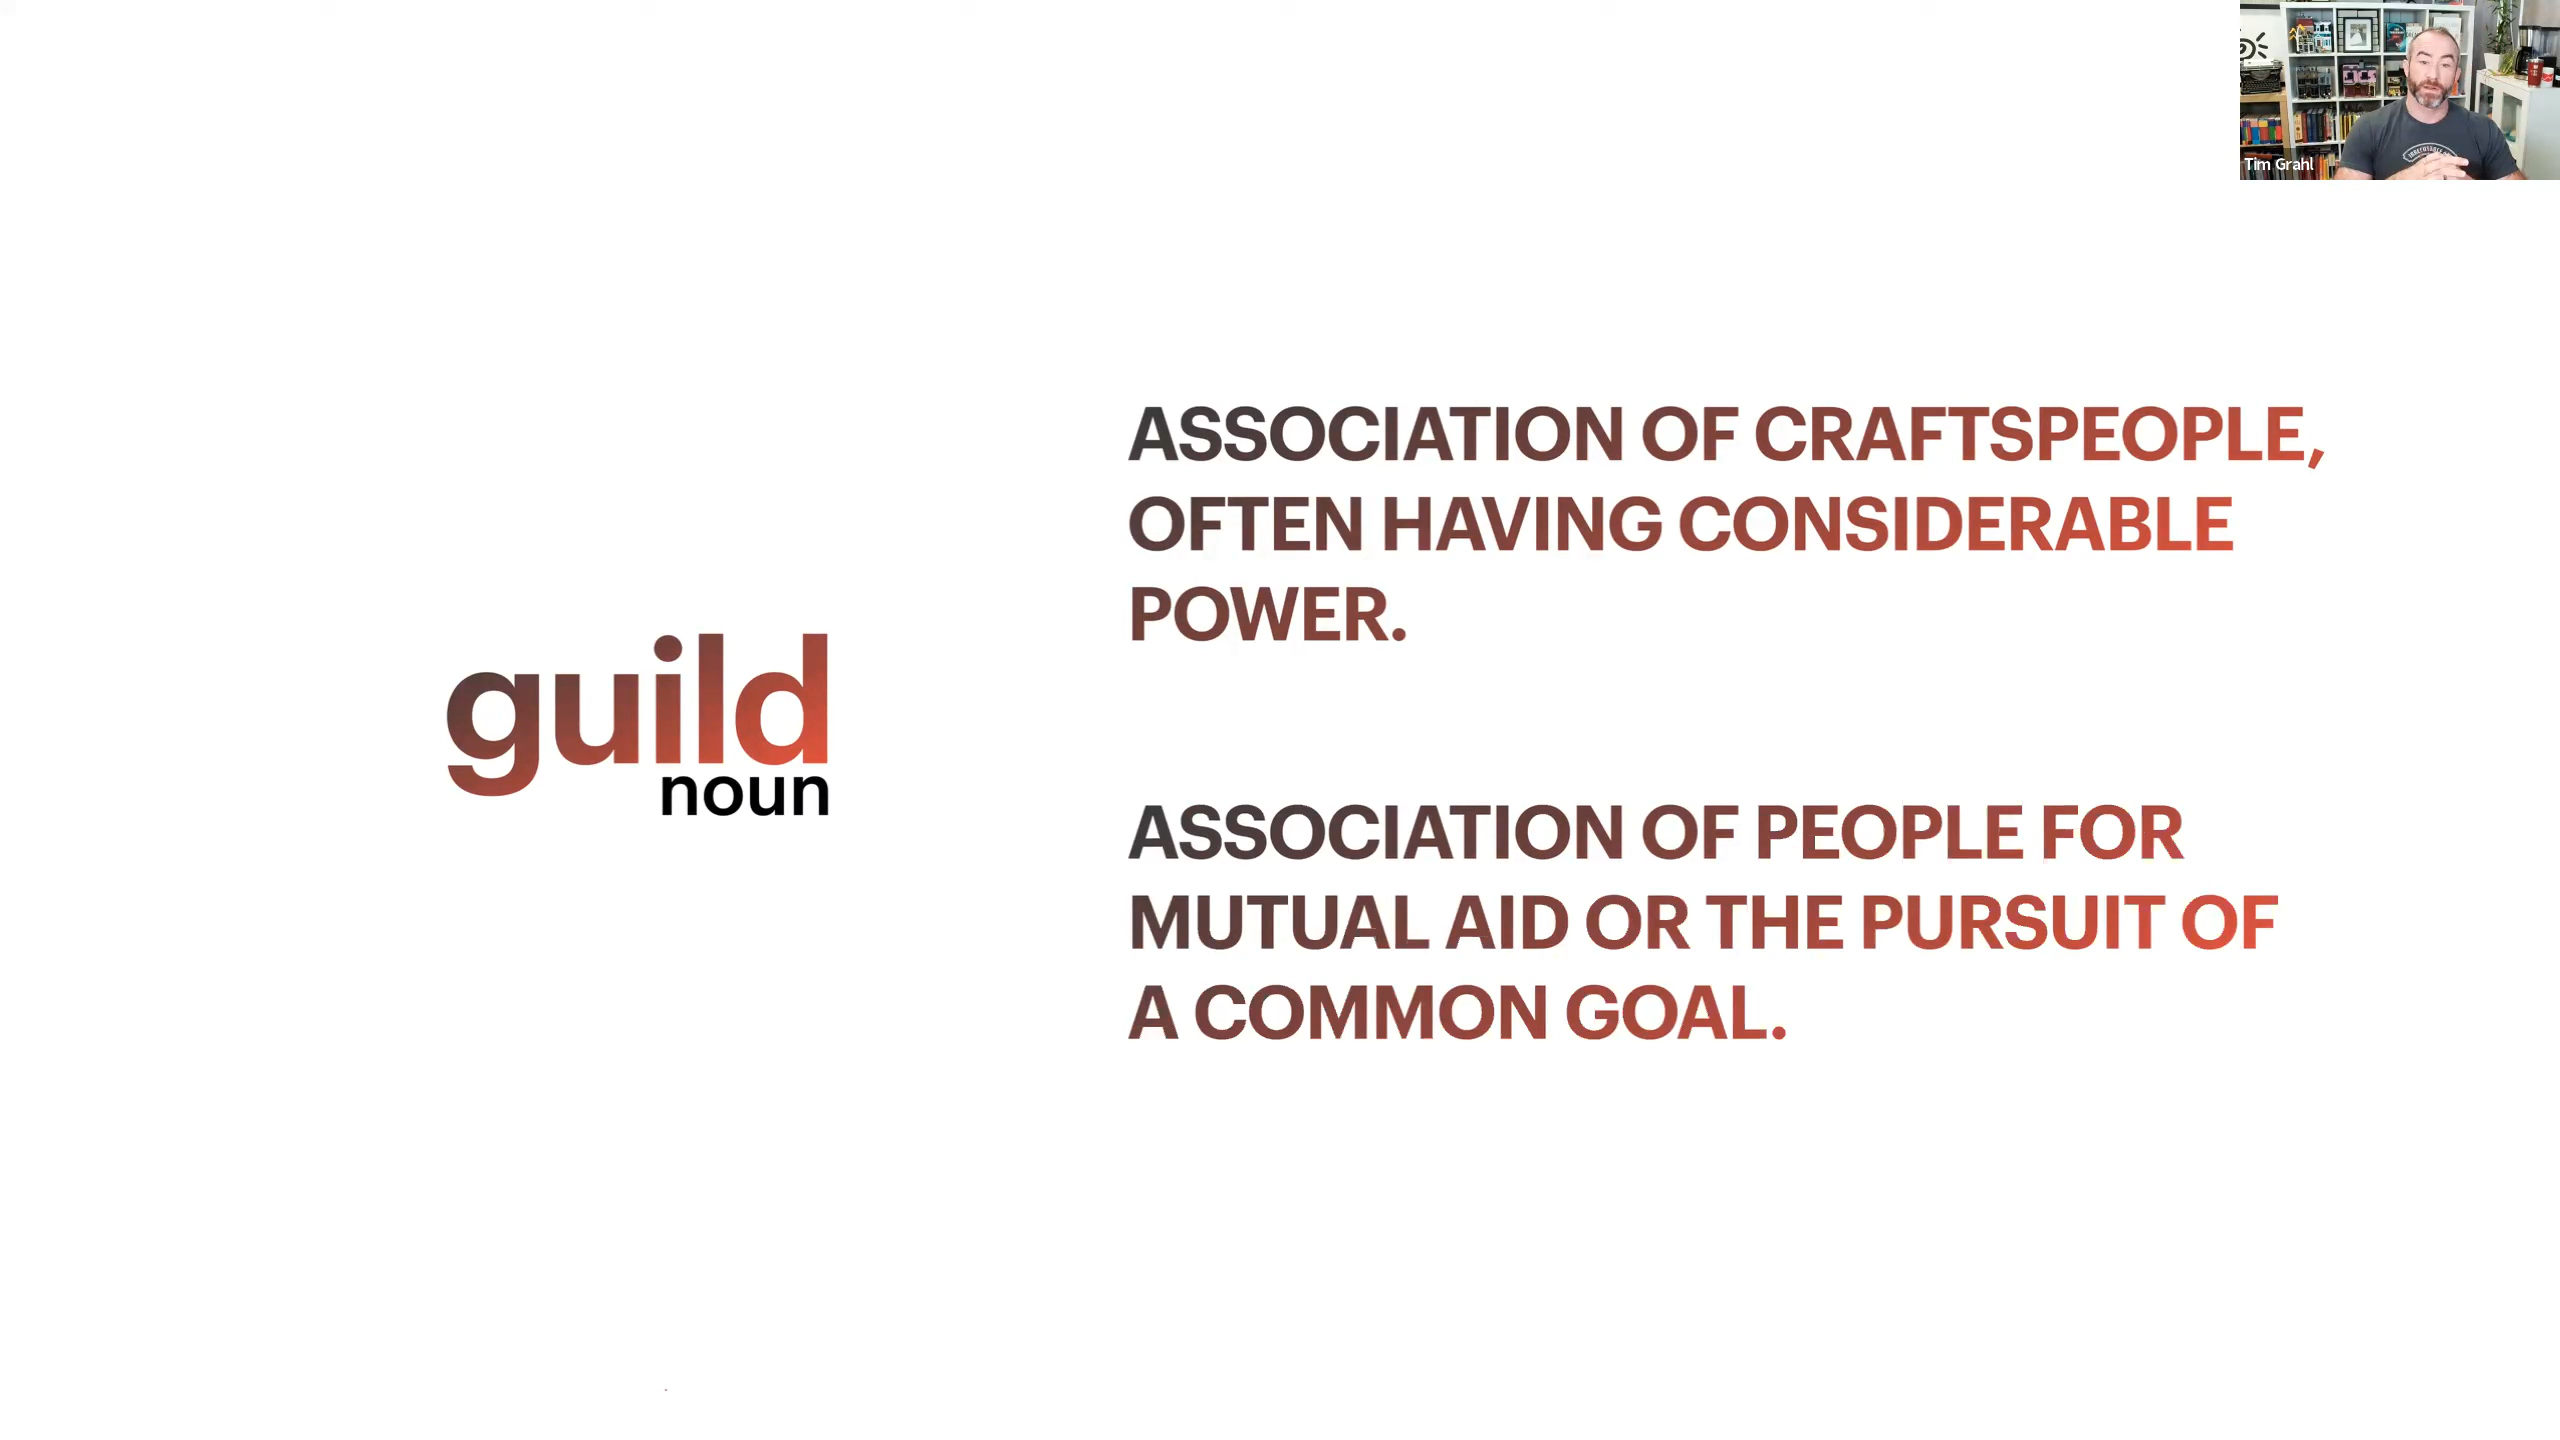 Tim Grahl
guild
noun
ASSOCIATION OF CRAFTSPEOPLE,
OFTEN HAVING CONSIDERABLE
POWER.
ASSOCIATION OF PEOPLE FOR
MUTUAL AID OR THE PURSUIT OF
A COMMON GOAL.